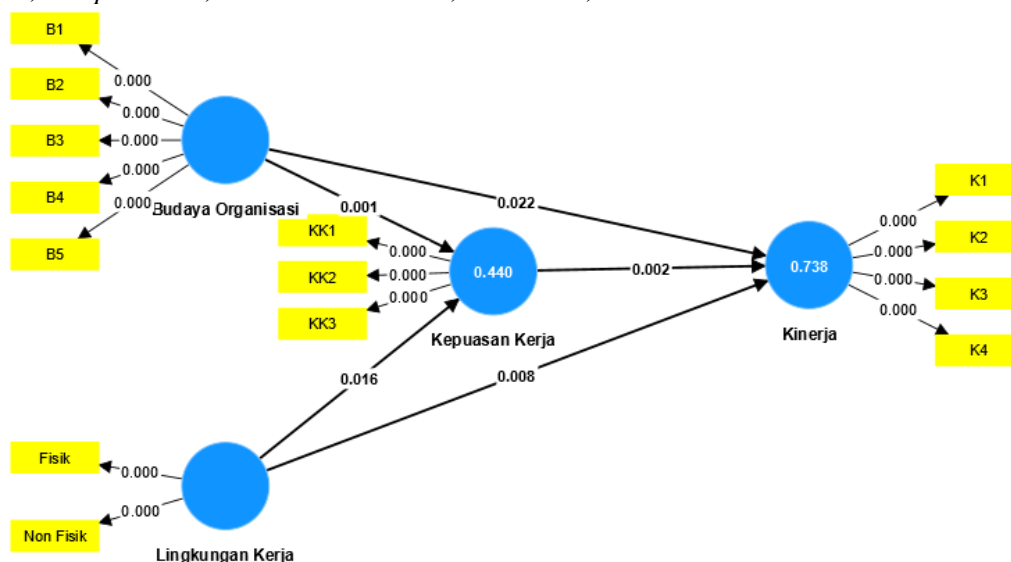 B1
B2
B3
B4
B5
0.000
0.000
0.000
0.000
0.000
Budaya Organisasi
0.001
0.022
KK1
KK2
KK3
0.000
0.000
0.000
0.440
Kepuasan Kerja
0.002
0.738
Kinerja
0.000
0.000
0.000
0.000
K1
K2
K3
K4
0.016
0.008
Fisik
Non Fisik
0.000
0.000
Lingkungan Kerja